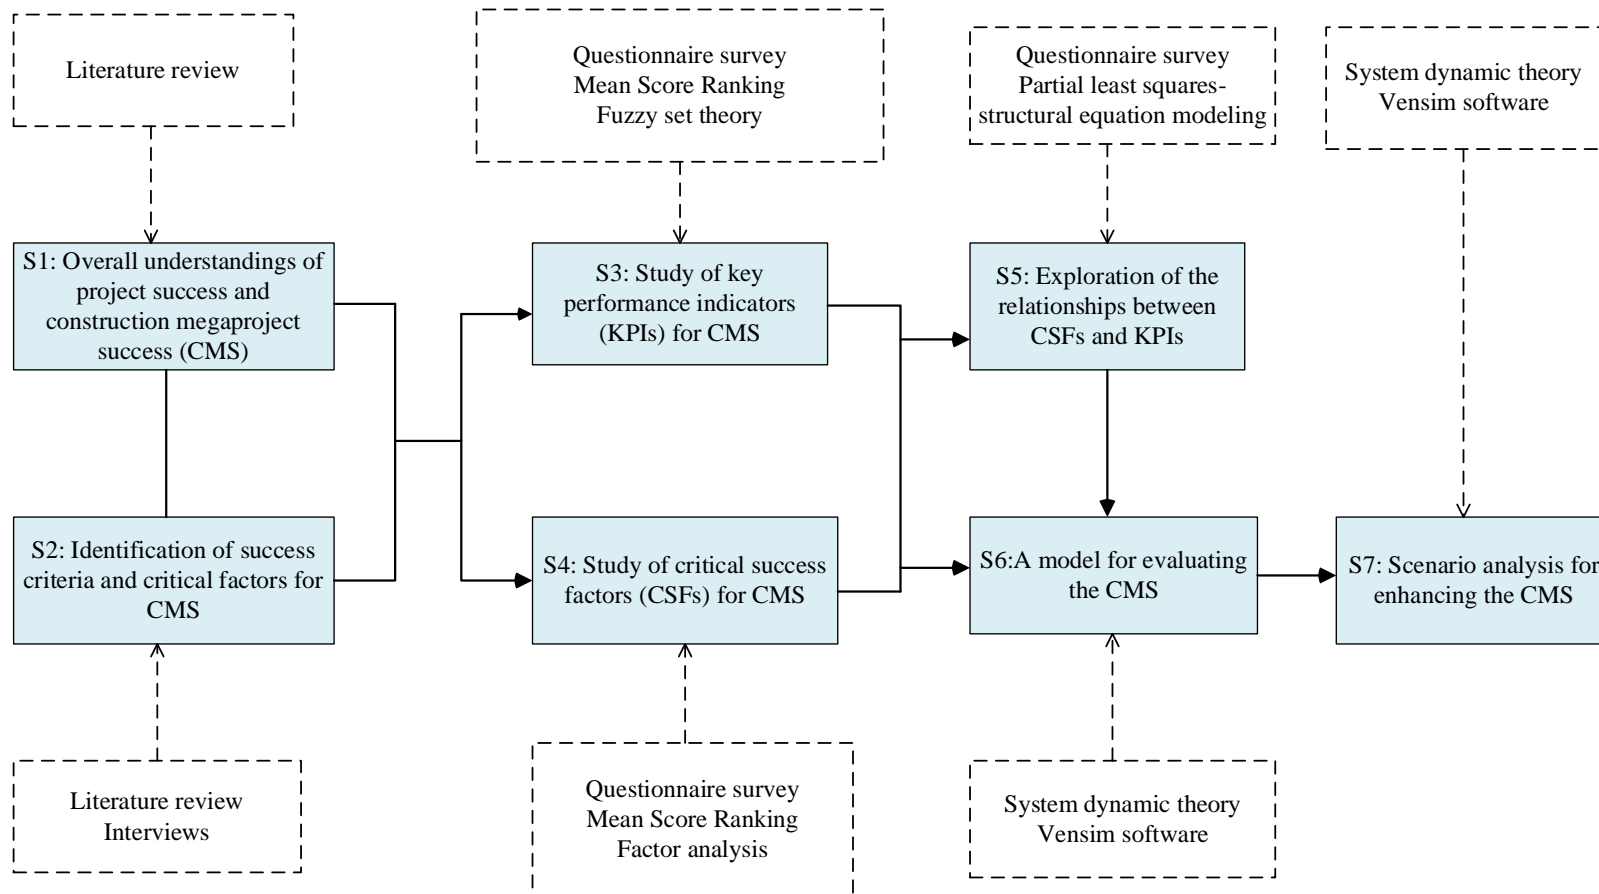 Literature review
Questionnaire survey
Mean Score Ranking
Fuzzy set theory
Questionnaire survey
Partial least squares-
structural equation modeling
System dynamic theory
Vensim software
S1: Overall understandings of
project success and
construction megaproject
success (CMS)
S3: Study of key
performance indicators
(KPIs) for CMS
S5: Exploration of the
relationships between
CSFs and KPIs
S2: Identification of success
criteria and critical factors for
CMS
S4: Study of critical success
factors (CSFs) for CMS
S6:A model for evaluating
the CMS
S7: Scenario analysis for
enhancing the CMS
Literature review
Interviews
Questionnaire survey
Mean Score Ranking
Factor analysis
System dynamic theory
Vensim software